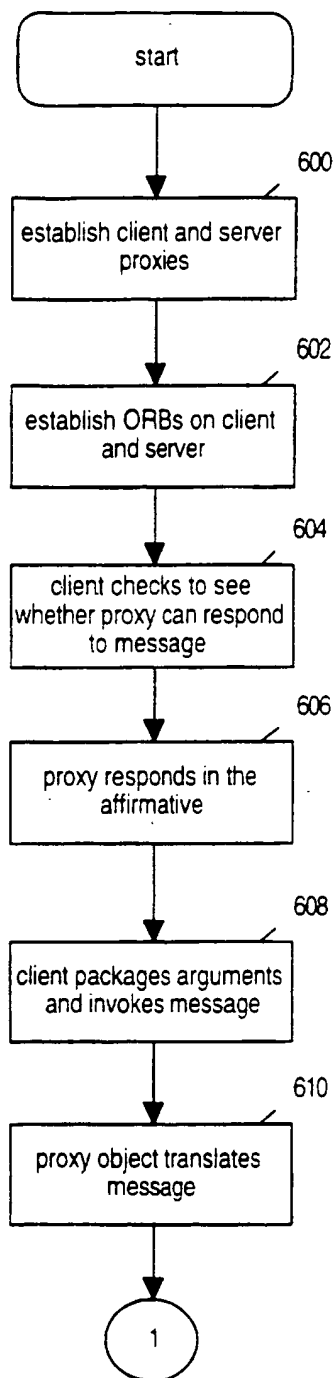 start
600
establish client and server
proxies
602
establish ORBs on client
and server
604
client checks to see
whether proxy can respond
to message
606
proxy responds in the
affirmative
608
client packages arguments
and invokes message
610
proxy object translates
message
1